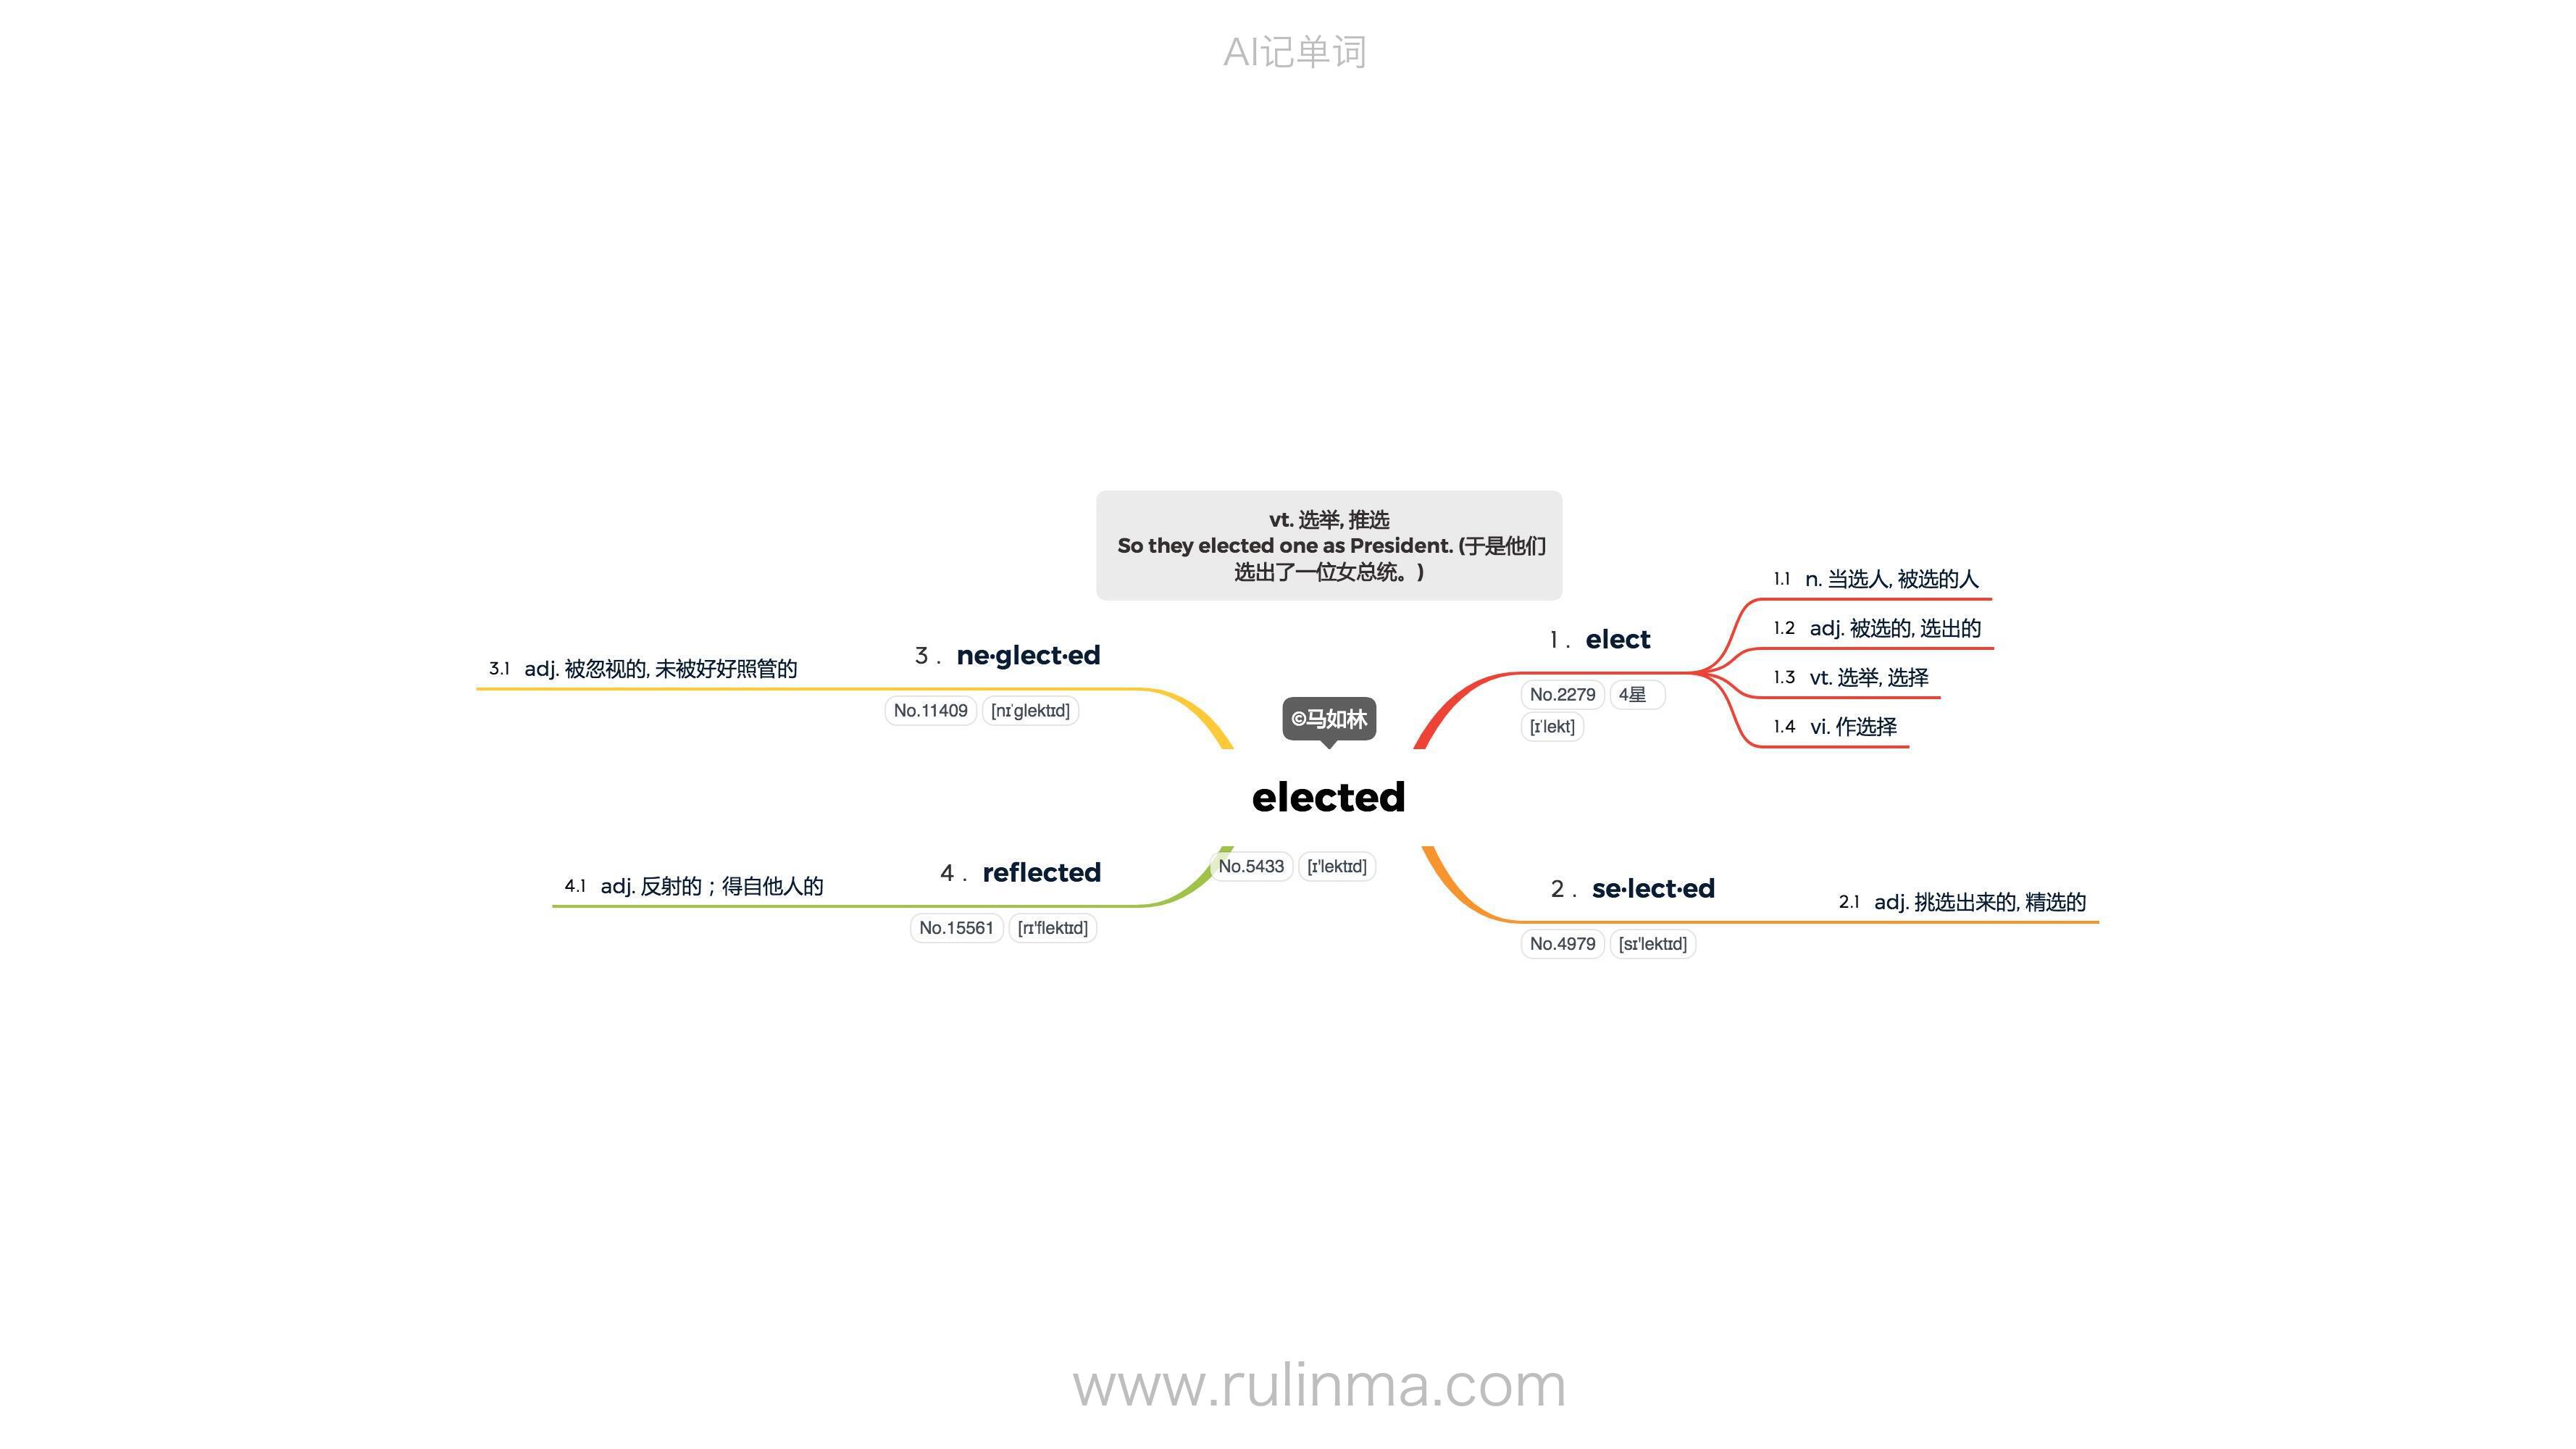 AI记单词
vt. 选举, 推选
So they elected one as President. (于是他们
选出了一位女总统。)
©马如林
elected
No.5433 [ɪ'lektɪd]
1 . elect
No.2279 4星
[ɪˈlekt]
1.1 n. 当选人, 被选的人
1.2 adj. 被选的, 选出的
1.3 vt. 选举, 选择
1.4 vi. 作选择
2 . se·lect·ed
No.4979 [sɪ'lektɪd]
2.1 adj. 挑选出来的, 精选的
3 . ne·glect·ed
No.11409 [nɪˈglektɪd]
3.1 adj. 被忽视的, 未被好好照管的
4 . reflected
No.15561 [rɪ'flektɪd]
4.1 adj. 反射的；得自他人的
www.rulinma.com